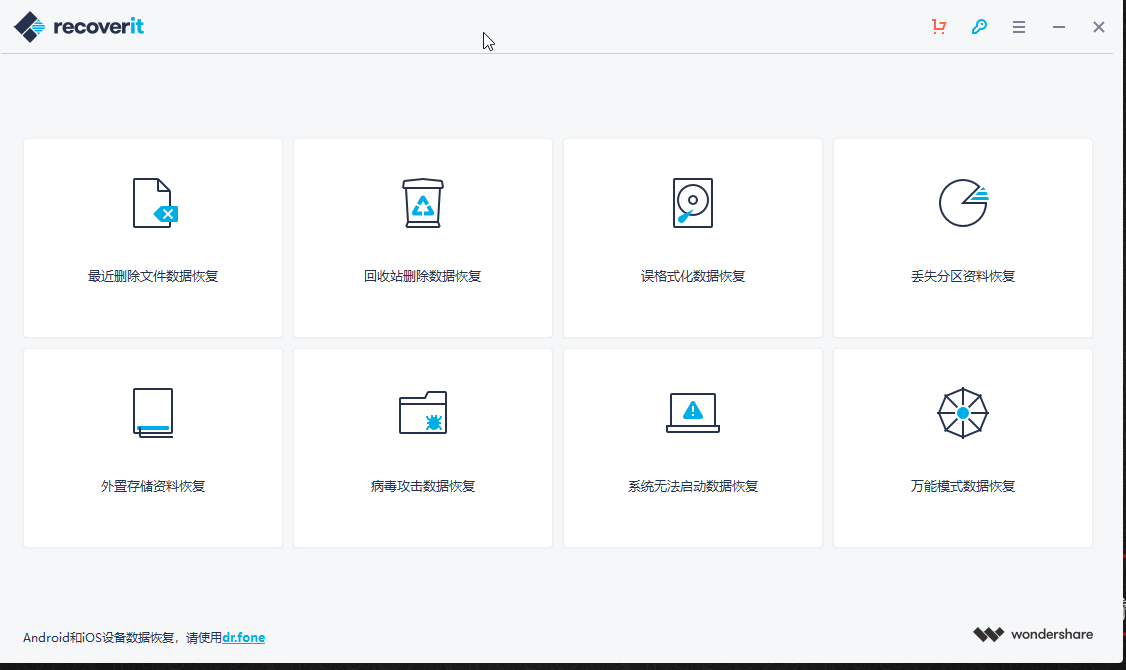 recoverit
最近删除文件数据恢复
回收站删除数据恢复
误格式化数据恢复
丢失分区资料恢复
外置存储资料恢复
病毒攻击数据恢复
系统无法启动数据恢复
万能模式数据恢复
Android和iOS设备数据恢复，请使用dr.fone
wondershare